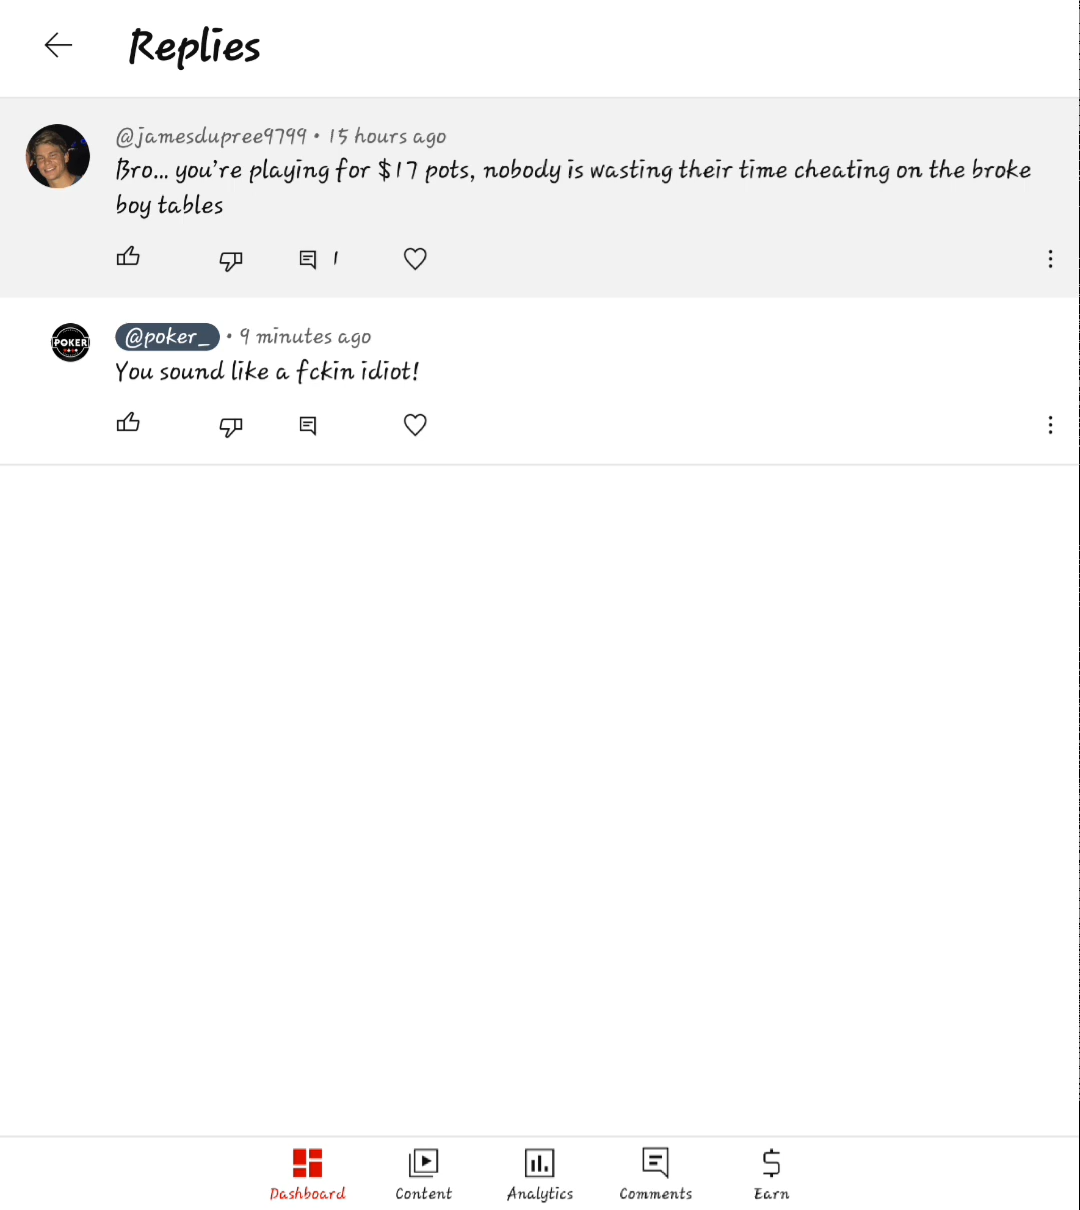 Replies
@jamesdupree9799 • 15 hours ago
Bro... you're playing for $17 pots, nobody is wasting their time cheating on the broke
boy tables
1
POKER
@poker_ • 9 minutes ago
You sound like a fckin idiot!
Dashboard
Content
Analytics
Comments
Earn